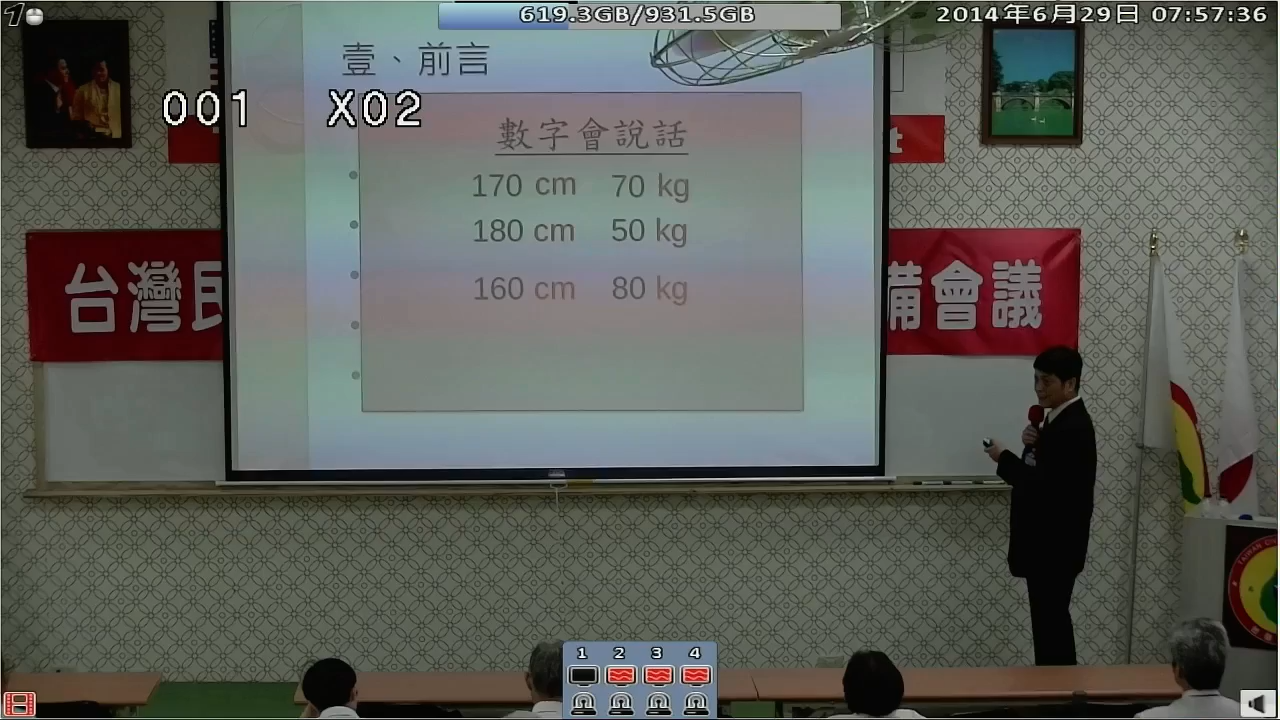 1
619.3GB/931.5GB
2014年6月29日 07:57:36
壹、前言
001 X02
數字會說話
170 cm 70 kg
180 cm 50 kg
160 cm 80 kg
t
台灣民
備會議
1 2 3 4